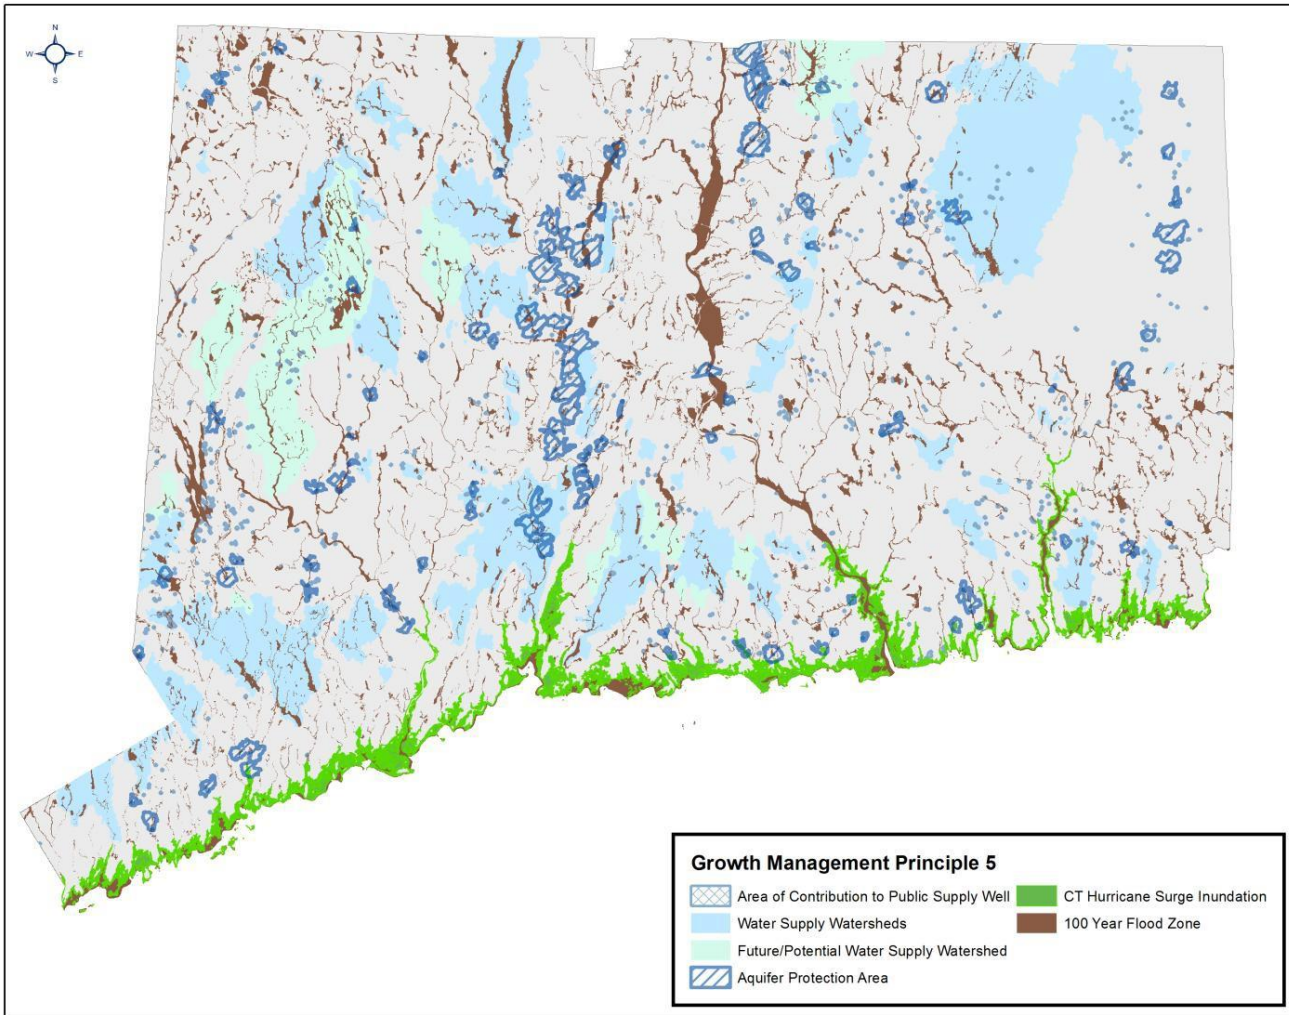 N
W E
S
Growth Management Principle 5
Area of Contribution to Public Supply Well
Water Supply Watersheds
Future/Potential Water Supply Watershed
Aquifer Protection Area
CT Hurricane Surge Inundation
100 Year Flood Zone